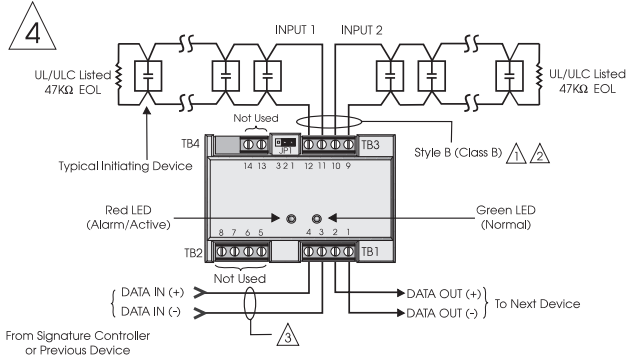 4
INPUT 1
INPUT 2
UL/ULC Listed
47KΩ EOL
UL/ULC Listed
47KΩ EOL
Not Used
TB4
JP1
TB3
Style B (Class B)
1
2
Typical Initiating Device
14 13
3 2 1
12 11 10 9
Red LED
(Alarm/Active)
Green LED
(Normal)
8 7 6 5
4 3 2 1
TB2
TB1
Not Used
DATA IN (+)
DATA IN (-)
DATA OUT (+)
DATA OUT (-)
To Next Device
3
From Signature Controller
or Previous Device